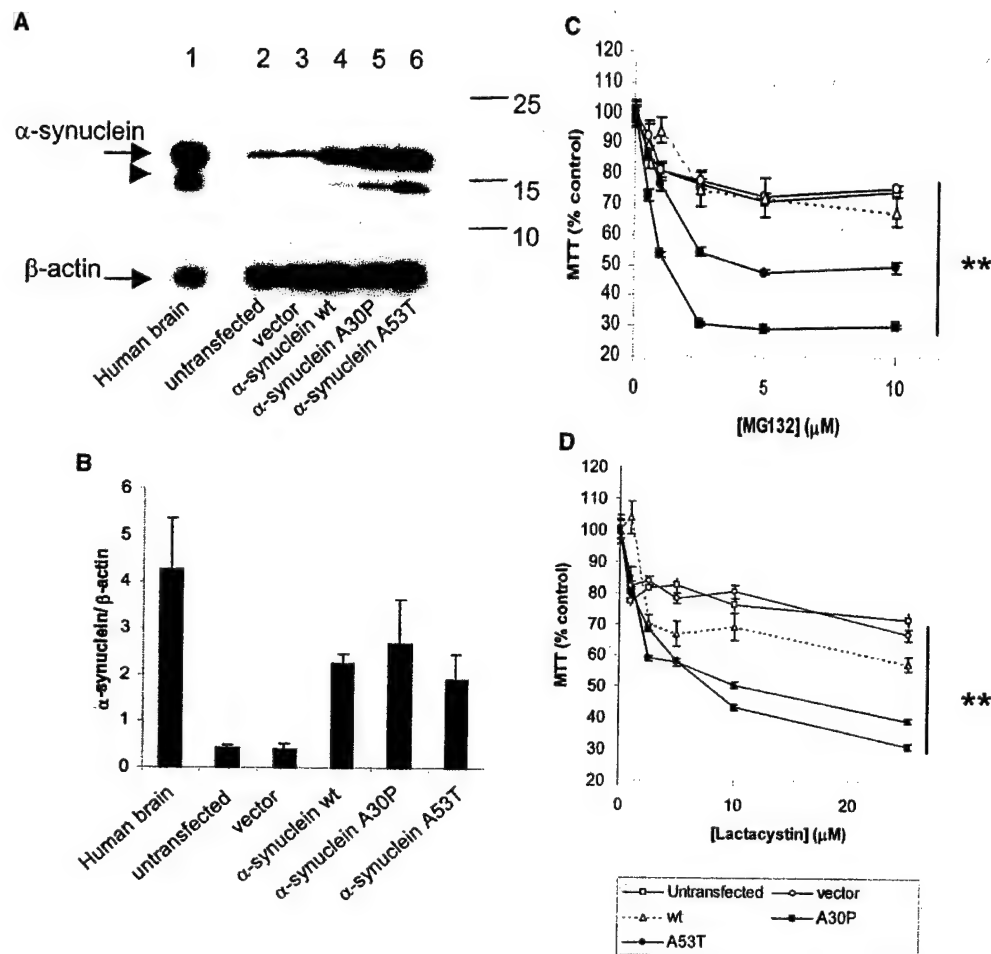 A
1 2 3 4 5 6
25
α-synuclein
15
10
β-actin
Human brain
untransfected
vector
α-synuclein wt
α-synuclein A30P
α-synuclein A53T
B
6
5
4
3
2
1
0
α-synuclein/β-actin
Human brain
untransfected
vector
α-synuclein wt
α-synuclein A30P
α-synuclein A53T
C
120
110
100
90
80
70
60
50
40
30
20
MTT (% control)
**
0 5 10
[MG132] (μM)
D
120
110
100
90
80
70
60
50
40
30
20
MTT (% control)
**
0 10 20
[Lactacystin] (μM)
Untransfected vector
wt A30P
A53T